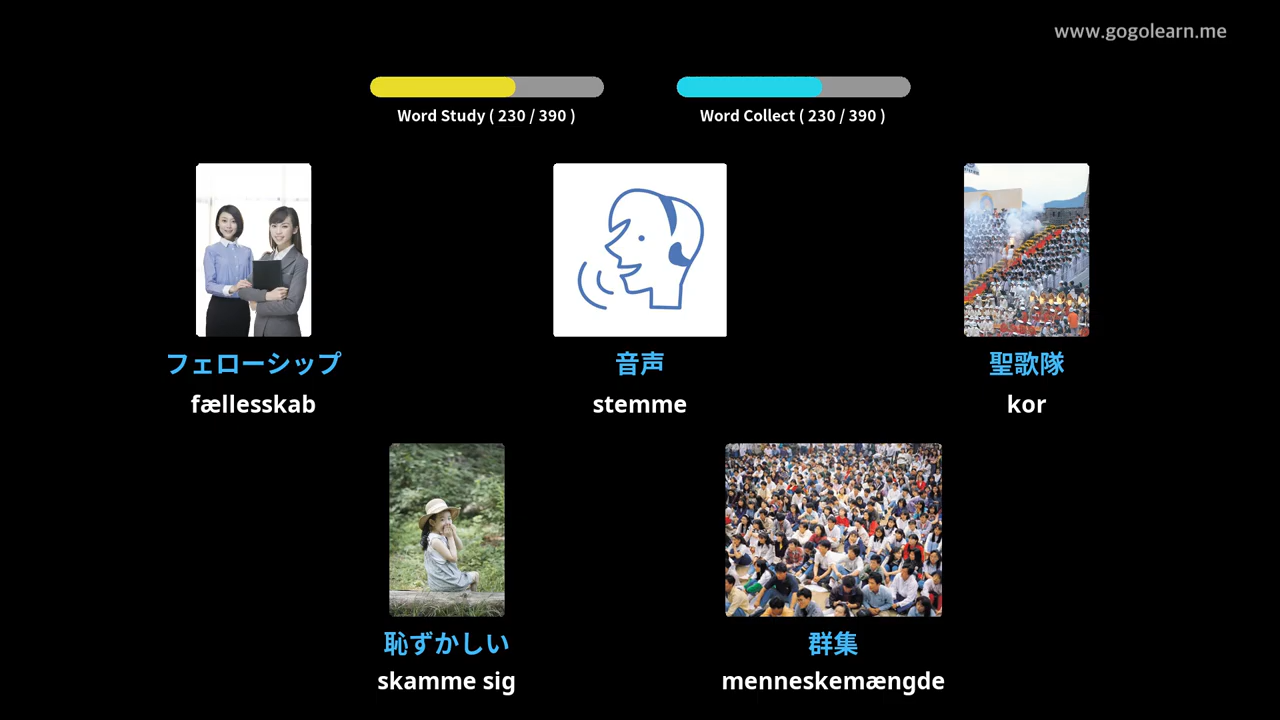 www.gogolearn.me
Word Study ( 230 / 390 )
Word Collect ( 230 / 390 )
フェローシップ
音声
聖歌隊
fællesskab
stemme
kor
恥ずかしい
群集
skamme sig
menneskemængde